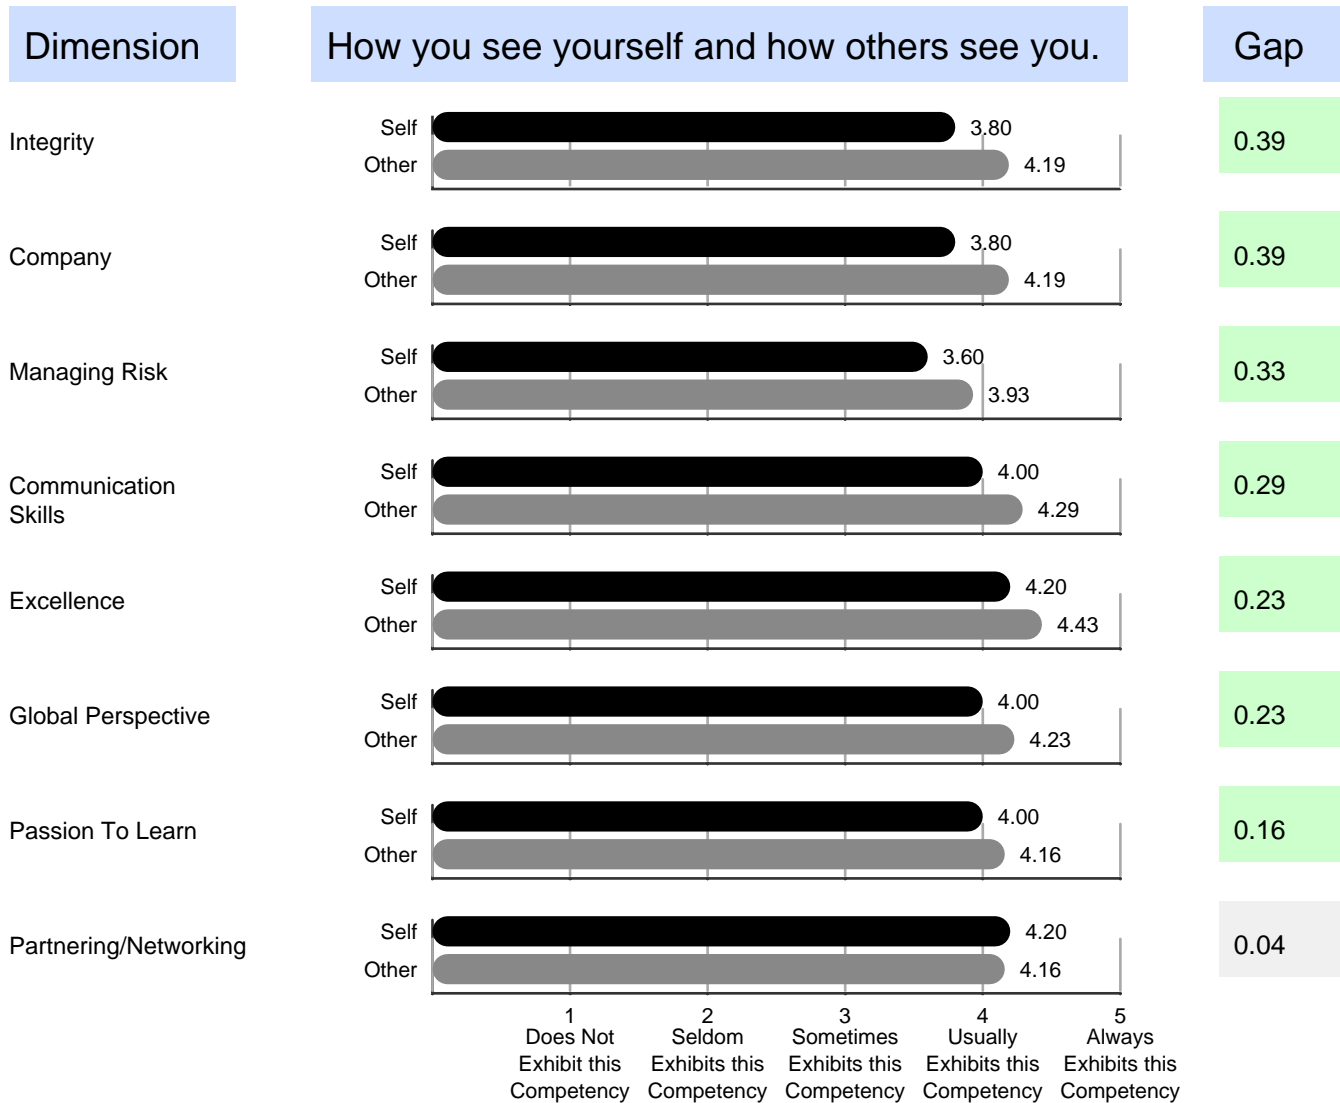 Dimension How you see yourself and how others see you. Gap
Integrity
Self 3.80
Other 4.19
0.39
Company
Self 3.80
Other 4.19
0.39
Managing Risk
Self 3.60
Other 3.93
0.33
Communication
Skills
Self 4.00
Other 4.29
0.29
Excellence
Self 4.20
Other 4.43
0.23
Global Perspective
Self 4.00
Other 4.23
0.23
Passion To Learn
Self 4.00
Other 4.16
0.16
Partnering/Networking
Self 4.20
Other 4.16
0.04
1 2 3 4 5
Does Not Seldom Sometimes Usually Always
Exhibit this Exhibits this Exhibits this Exhibits this Exhibits this
Competency Competency Competency Competency Competency